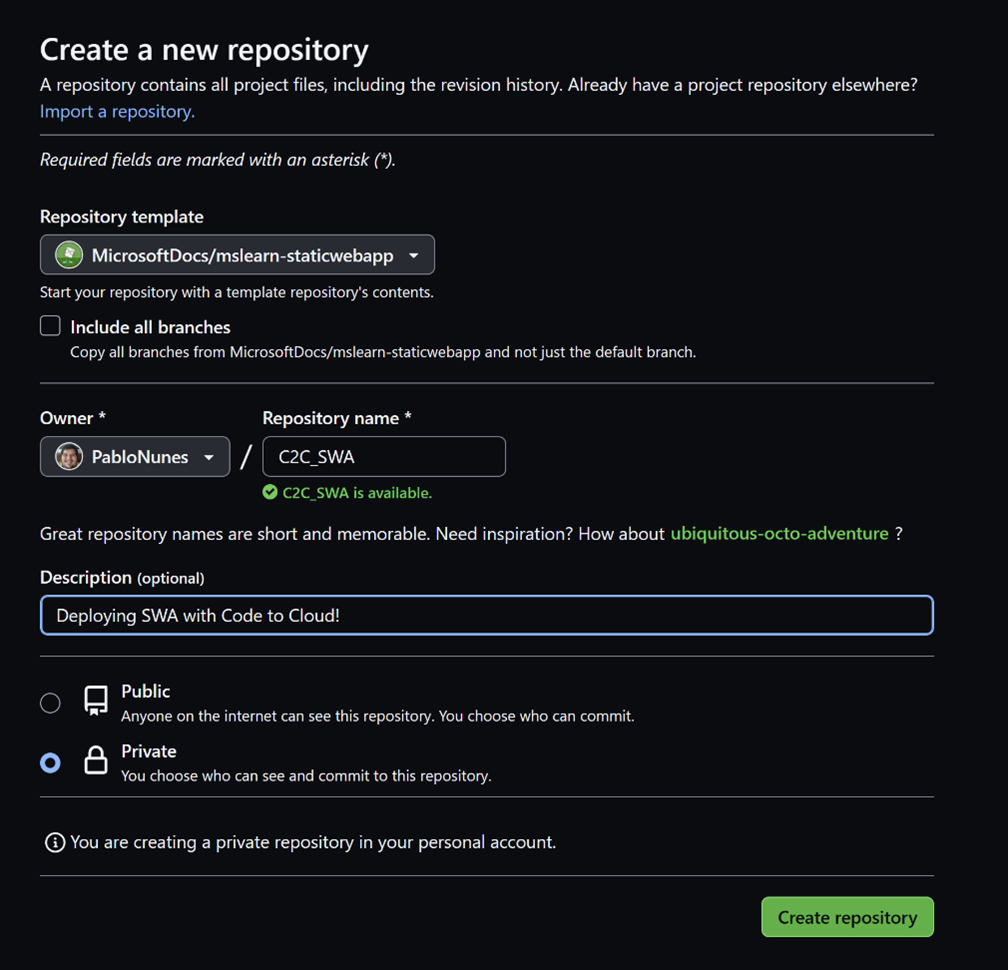 Create a new repository
A repository contains all project files, including the revision history. Already have a project repository elsewhere?
Import a repository.
Required fields are marked with an asterisk (*).
Repository template
MicrosoftDocs/mslearn-staticwebapp
Start your repository with a template repository's contents.
Include all branches
Copy all branches from MicrosoftDocs/mslearn-staticwebapp and not just the default branch.
Owner * Repository name *
PabloNunes / C2C_SWA
C2C_SWA is available.
Great repository names are short and memorable. Need inspiration? How about ubiquitous-octo-adventure ?
Description (optional)
Deploying SWA with Code to Cloud!
Public
Anyone on the internet can see this repository. You choose who can commit.
Private
You choose who can see and commit to this repository.
You are creating a private repository in your personal account.
Create repository